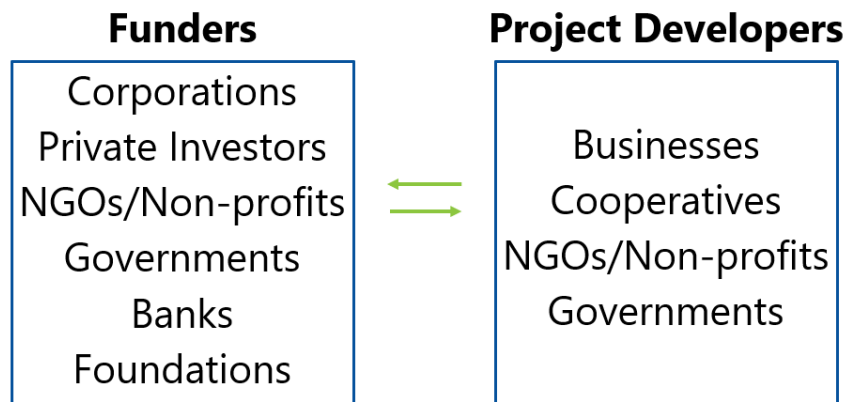 Funders
Corporations
Private Investors
NGOs/Non-profits
Governments
Banks
Foundations
Project Developers
Businesses
Cooperatives
NGOs/Non-profits
Governments